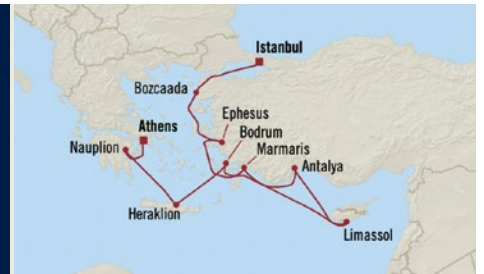 Istanbul
Bozcaada
Ephesus
Athens
Bodrum
Nauplion
Marmaris
Antalya
Heraklion
Limassol